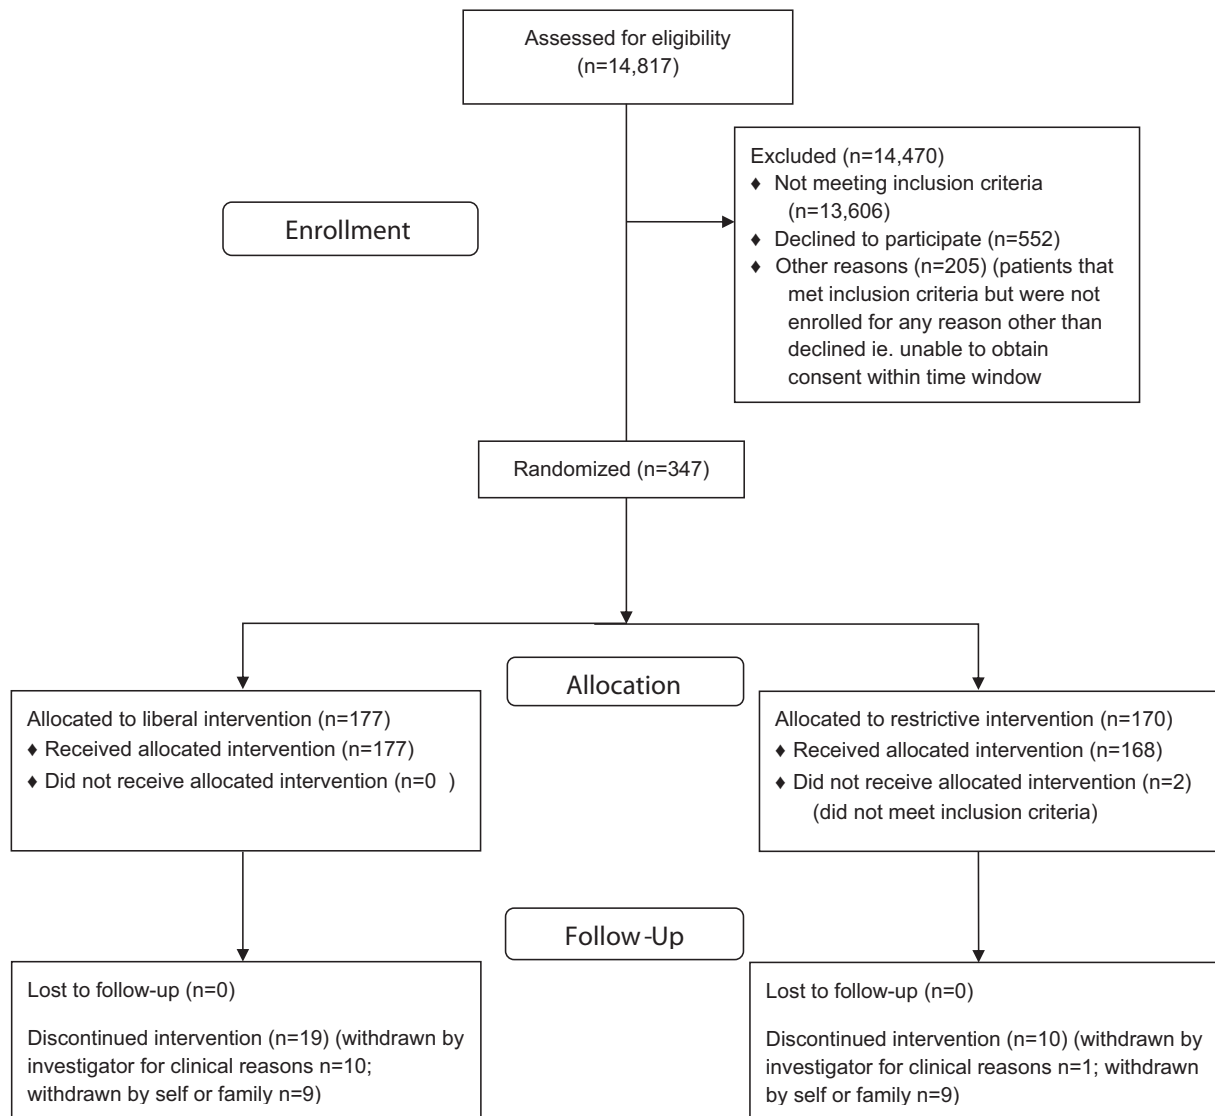 Assessed for eligibility
(n=14,817)
Excluded (n=14,470)
♦ Not meeting inclusion criteria
(n=13,606)
♦ Declined to participate (n=552)
♦ Other reasons (n=205) (patients that
met inclusion criteria but were not
enrolled for any reason other than
declined ie. unable to obtain
consent within time window
Enrollment
Randomized (n=347)
Allocation
Allocated to liberal intervention (n=177)
♦ Received allocated intervention (n=177)
♦ Did not receive allocated intervention (n=0 )
Allocated to restrictive intervention (n=170)
♦ Received allocated intervention (n=168)
♦ Did not receive allocated intervention (n=2)
(did not meet inclusion criteria)
Follow-Up
Lost to follow-up (n=0)
Discontinued intervention (n=19) (withdrawn by
investigator for clinical reasons n=10;
withdrawn by self or family n=9)
Lost to follow-up (n=0)
Discontinued intervention (n=10) (withdrawn by
investigator for clinical reasons n=1; withdrawn
by self or family n=9)